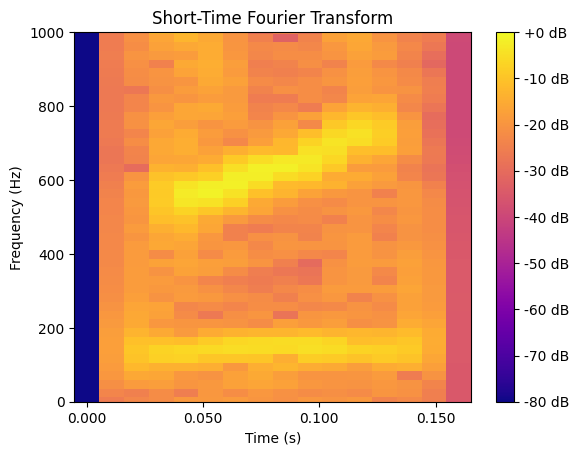 Short-Time Fourier Transform
1000
800
600
400
200
0
Frequency (Hz)
0.000
0.050
0.100
0.150
Time (s)
+0 dB
-10 dB
-20 dB
-30 dB
-40 dB
-50 dB
-60 dB
-70 dB
-80 dB